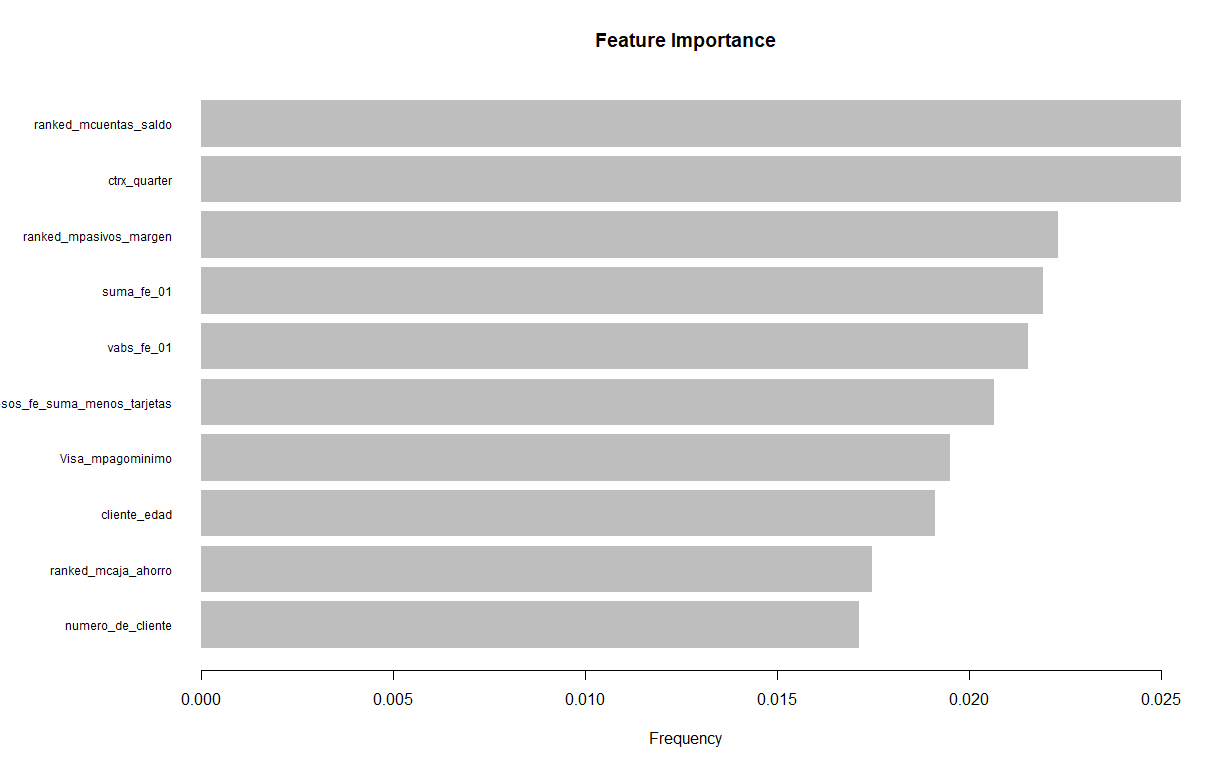 Feature Importance
ranked_mcuentas_saldo
ctrx_quarter
ranked_mpasivos_margen
suma_fe_01
vabs_fe_01
sos_fe_suma_menos_tarjetas
Visa_mpagominimo
cliente_edad
ranked_mcaja_ahorro
numero_de_cliente
0.000 0.005 0.010 0.015 0.020 0.025
Frequency